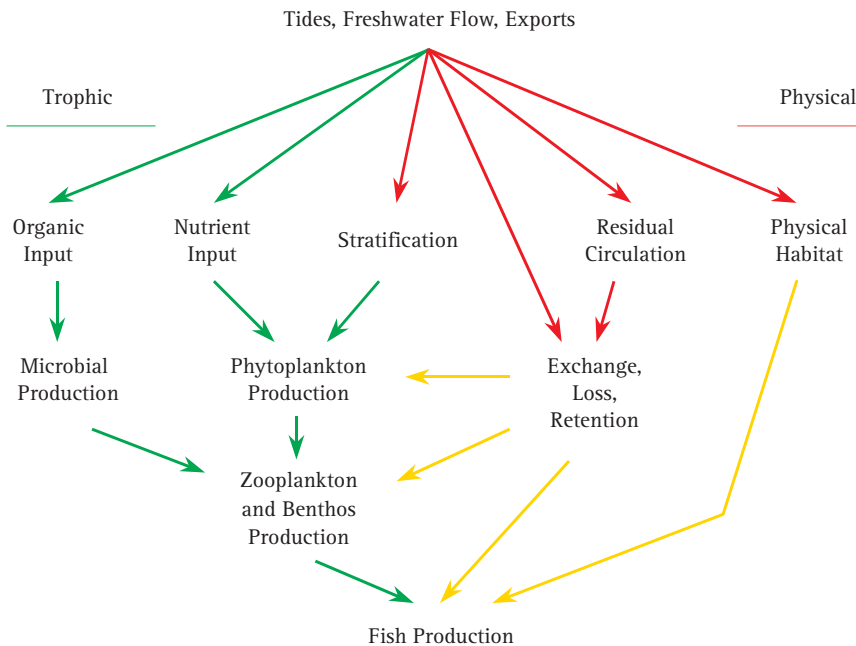 Tides, Freshwater Flow, Exports
Trophic
Physical
Organic
Input
Nutrient
Input
Stratification
Residual
Circulation
Physical
Habitat
Microbial
Production
Phytoplankton
Production
Exchange,
Loss,
Retention
Zooplankton
and Benthos
Production
Fish Production